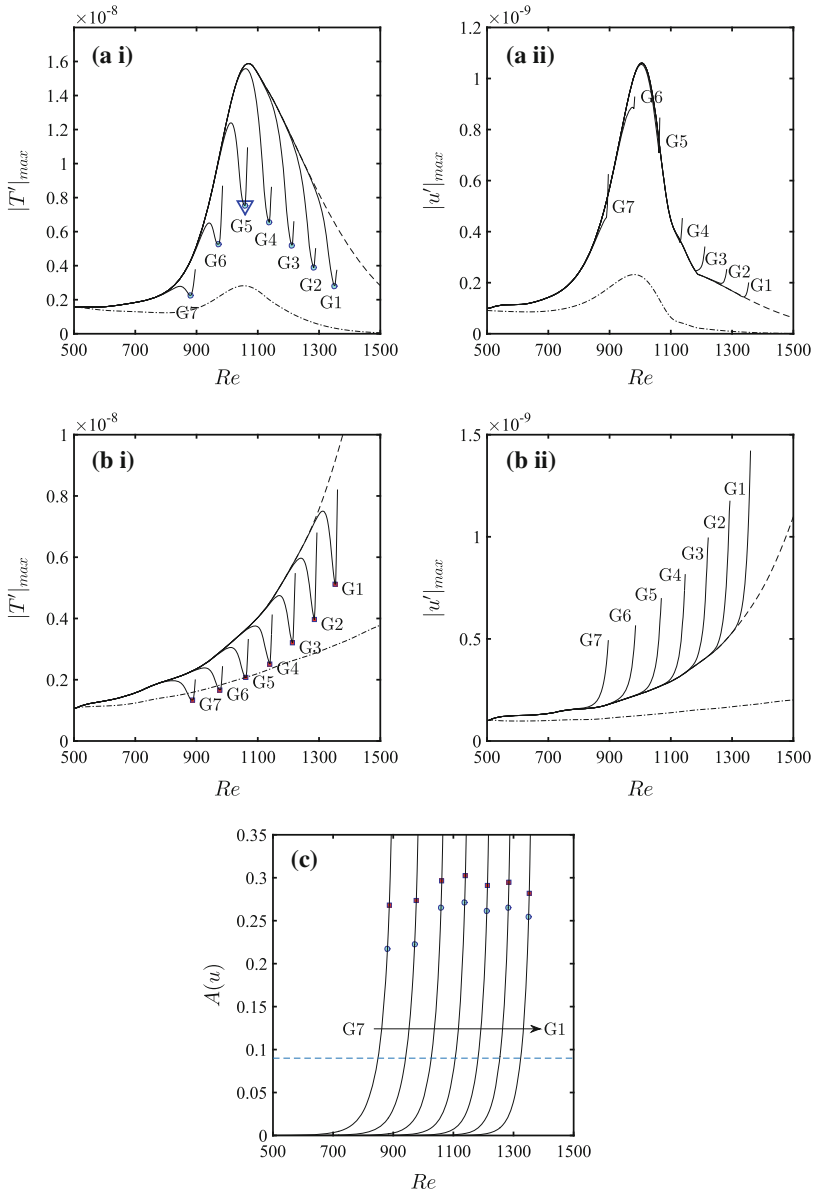 ×10⁻⁸
×10⁻⁹
(a i)
(a ii)
1.6
1.4
1.2
1
0.8
0.6
0.4
0.2
0
1.2
1
0.8
0.6
0.4
0.2
0
|T′|max
|u′|max
G7
G6
G5
G4
G3
G2
G1
G7
G6
G5
G4
G3
G2
G1
500
700
900
1100
1300
1500
500
700
900
1100
1300
1500
Re
Re
×10⁻⁸
×10⁻⁹
(b i)
(b ii)
1
0.8
0.6
0.4
0.2
0
1.5
1
0.5
0
|T′|max
|u′|max
G7
G6
G5
G4
G3
G2
G1
G7
G6
G5
G4
G3
G2
G1
500
700
900
1100
1300
1500
500
700
900
1100
1300
1500
Re
Re
(c)
0.35
0.3
0.25
0.2
0.15
0.1
0.05
0
A(u)
G7
G1
500
700
900
1100
1300
1500
Re